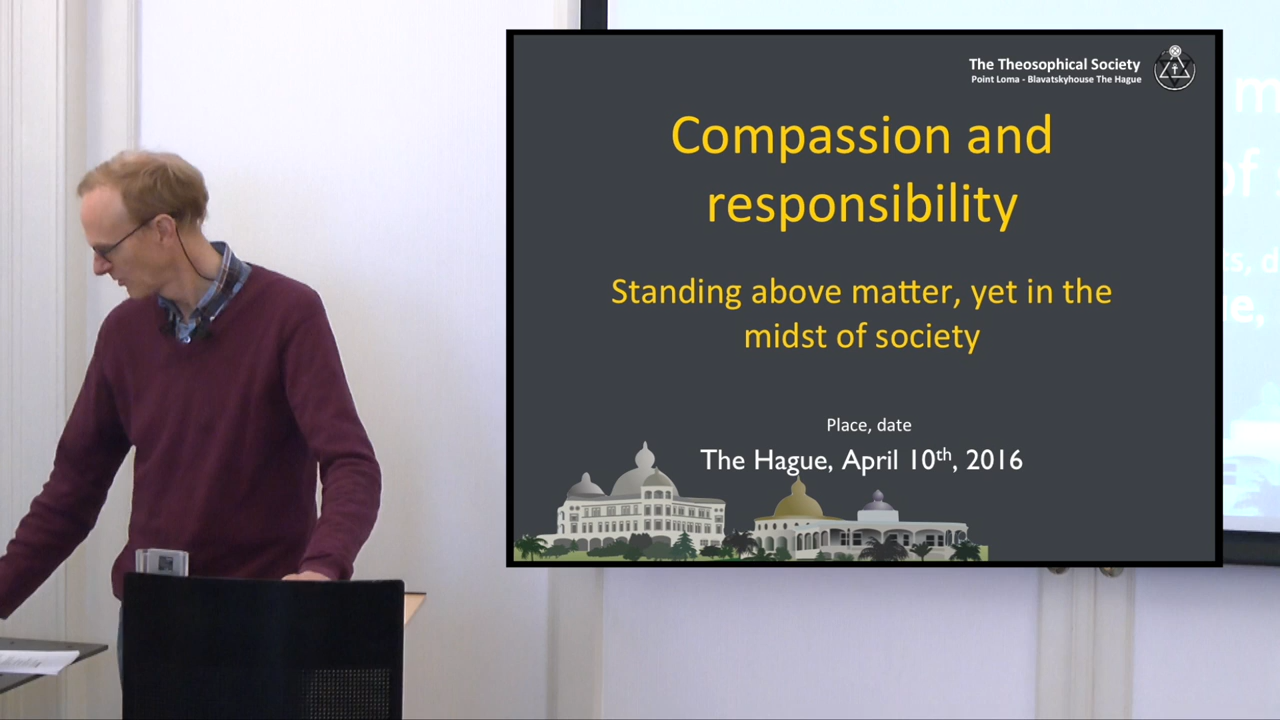 The Theosophical Society
Point Loma - Blavatskyhouse The Hague
Compassion and
responsibility
Standing above matter, yet in the
midst of society
Place, date
The Hague, April 10th, 2016